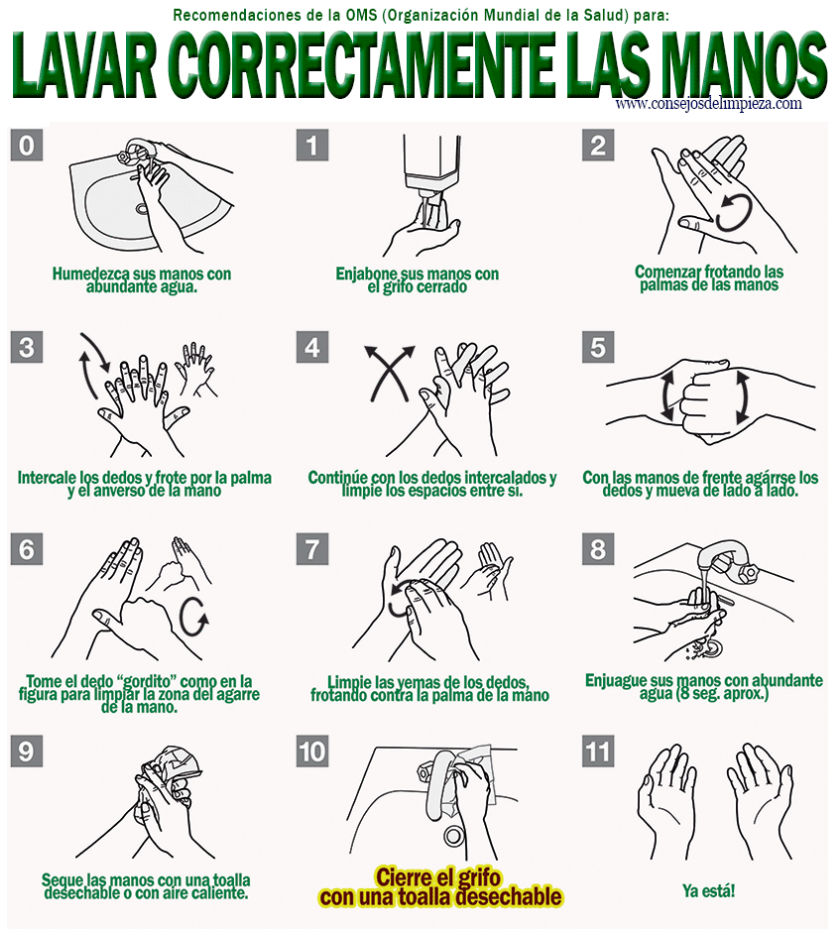 Recomendaciones de la OMS (Organización Mundial de la Salud) para:
LAVAR CORRECTAMENTE LAS MANOS
www.consejosdelimpieza.com
0
Humedezca sus manos con
abundante agua.
1
Enjabone sus manos con
el grifo cerrado
2
Comenzar frotando las
palmas de las manos
3
Intercale los dedos y frote por la palma
y el anverso de la mano
4
Continúe con los dedos intercalados y
limpie los espacios entre sí.
5
Con las manos de frente agárrse los
dedos y mueva de lado a lado.
6
Tome el dedo "gordito" como en la
figura para limpiar la zona del agarre
de la mano.
7
Limpie las yemas de los dedos,
frotando contra la palma de la mano
8
Enjuague sus manos con abundante
agua (8 seg. aprox.)
9
Seque las manos con una toalla
desechable o con aire caliente.
10
Cierre el grifo
con una toalla desechable
11
Ya está!